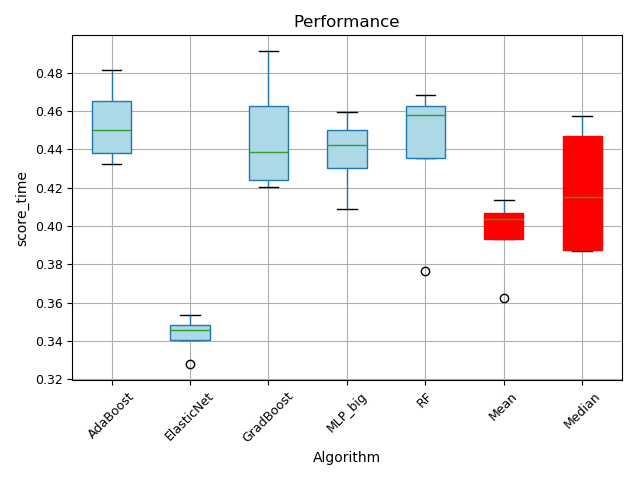 Performance
0.48
0.46
0.44
0.42
0.40
0.38
0.36
0.34
0.32
score_time
AdaBoost
ElasticNet
GradBoost
MLP_big
RF
Mean
Median
Algorithm